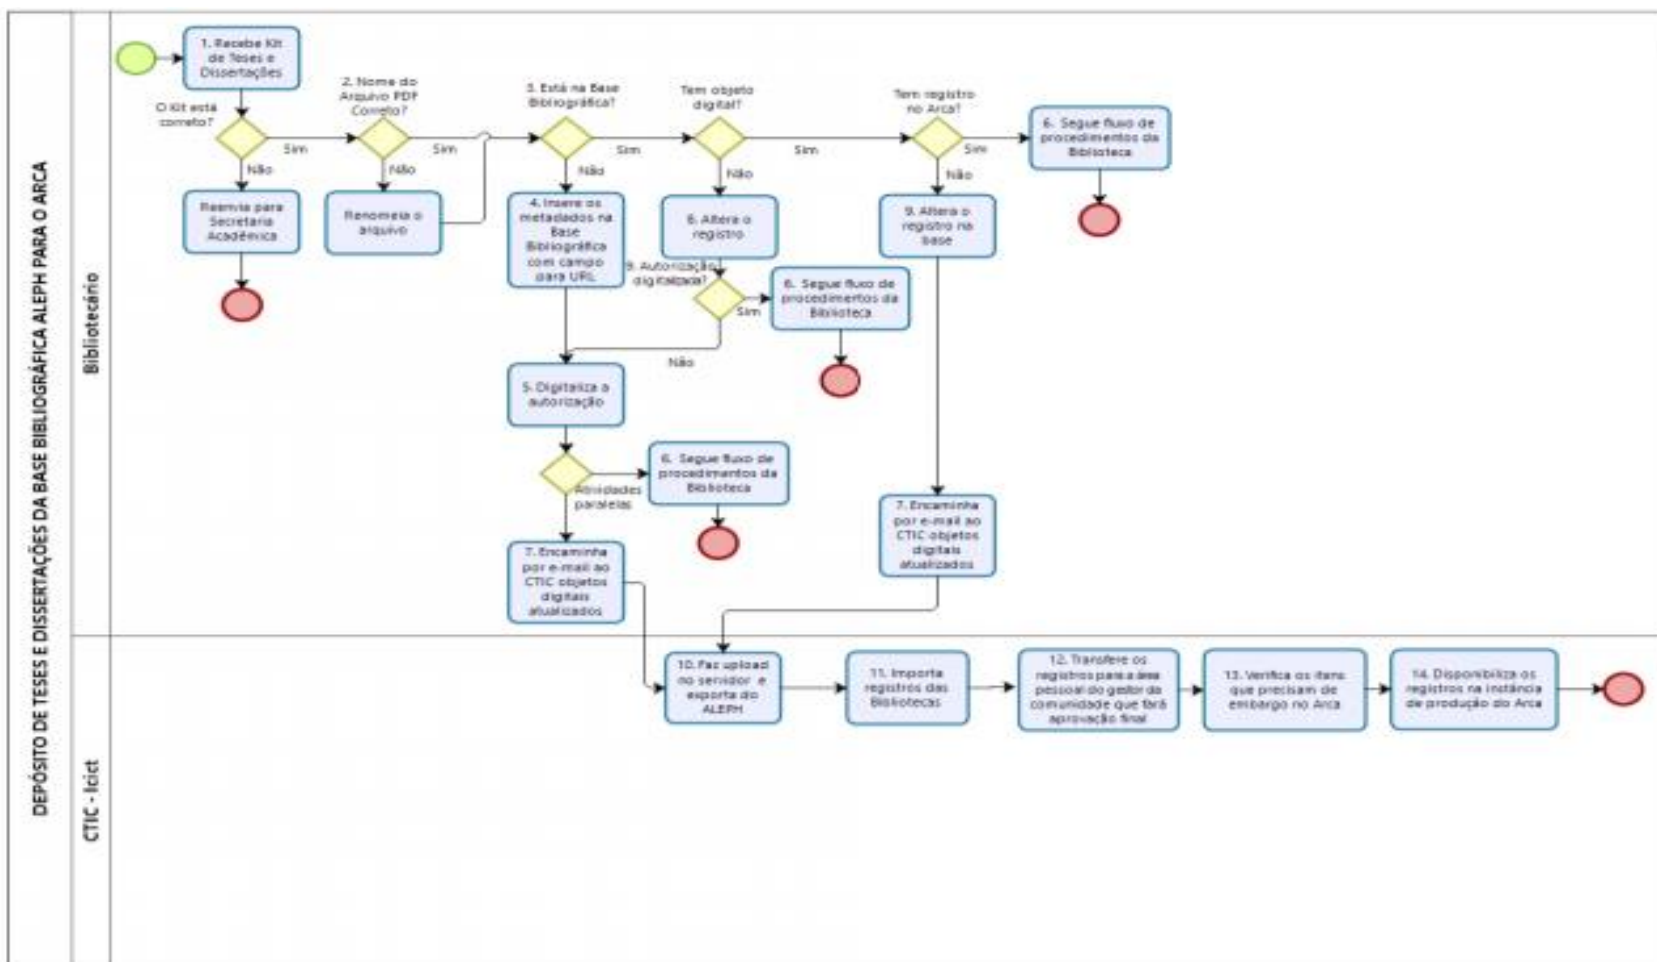 DEPÓSITO DE TESES E DISSERTAÇÕES DA BASE BIBLIOGRÁFICA ALEPH PARA O ARCA
Bibliotecário
1. Recebe Kit
de Teses e
Dissertações
O Kit está
correto?
Sim
Não
Reenvia para
Secretaria
Acadêmica
2. Nome do
Arquivo PDF
Correto?
Sim
Não
Renomeia o
arquivo
3. Está na Base
Bibliográfica?
Sim
Não
4. Insere os
metadados na
Base
Bibliográfica
com campo
para URL
Tem objeto
digital?
Sim
Não
8. Altera o
registro
9. Autorização
digitalizada?
Sim
Não
6. Segue fluxo de
procedimentos da
Biblioteca
Tem registro
no Arca?
Sim
Não
6. Segue fluxo de
procedimentos da
Biblioteca
9. Altera o
registro na
base
5. Digitaliza a
autorização
Atividades
paralelas
6. Segue fluxo de
procedimentos da
Biblioteca
7. Encaminha
por e-mail ao
CTIC objetos
digitais
atualizados
7. Encaminha
por e-mail ao
CTIC objetos
digitais
atualizados
CTIC - Icict
10. Faz upload
no servidor e
exporta do
ALEPH
11. Importa
registros das
Bibliotecas
12. Transfere os
registros para a área
pessoal do gestor da
comunidade que fará
aprovação final
13. Verifica os itens
que precisam de
embargo no Arca
14. Disponibiliza os
registros na instância
de produção do Arca